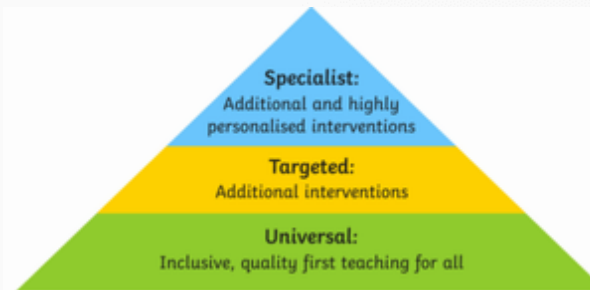 Specialist:
Additional and highly
personalised interventions
Targeted:
Additional interventions
Universal:
Inclusive, quality first teaching for all